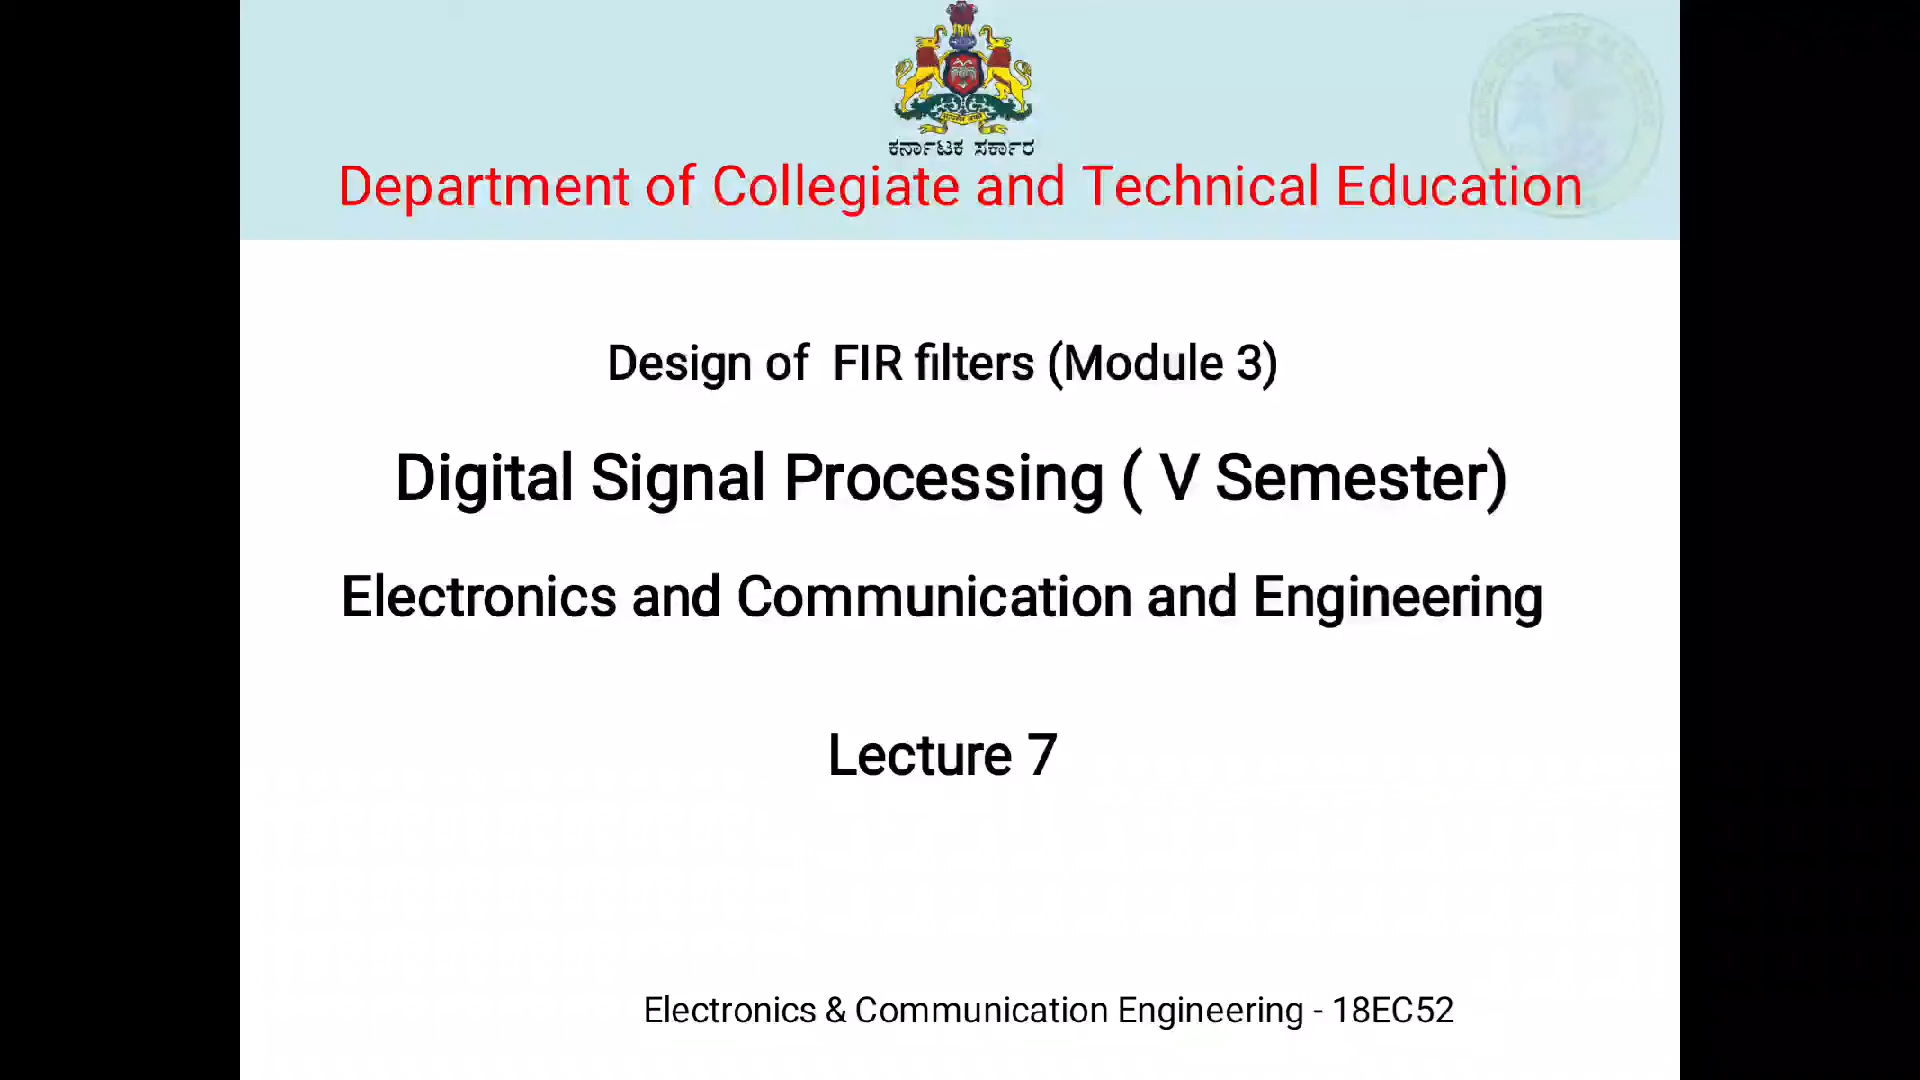 ಕರ್ನಾಟಕ ಸರ್ಕಾರ
Department of Collegiate and Technical Education
Design of FIR filters (Module 3)
Digital Signal Processing ( V Semester)
Electronics and Communication and Engineering
Lecture 7
Electronics & Communication Engineering - 18EC52